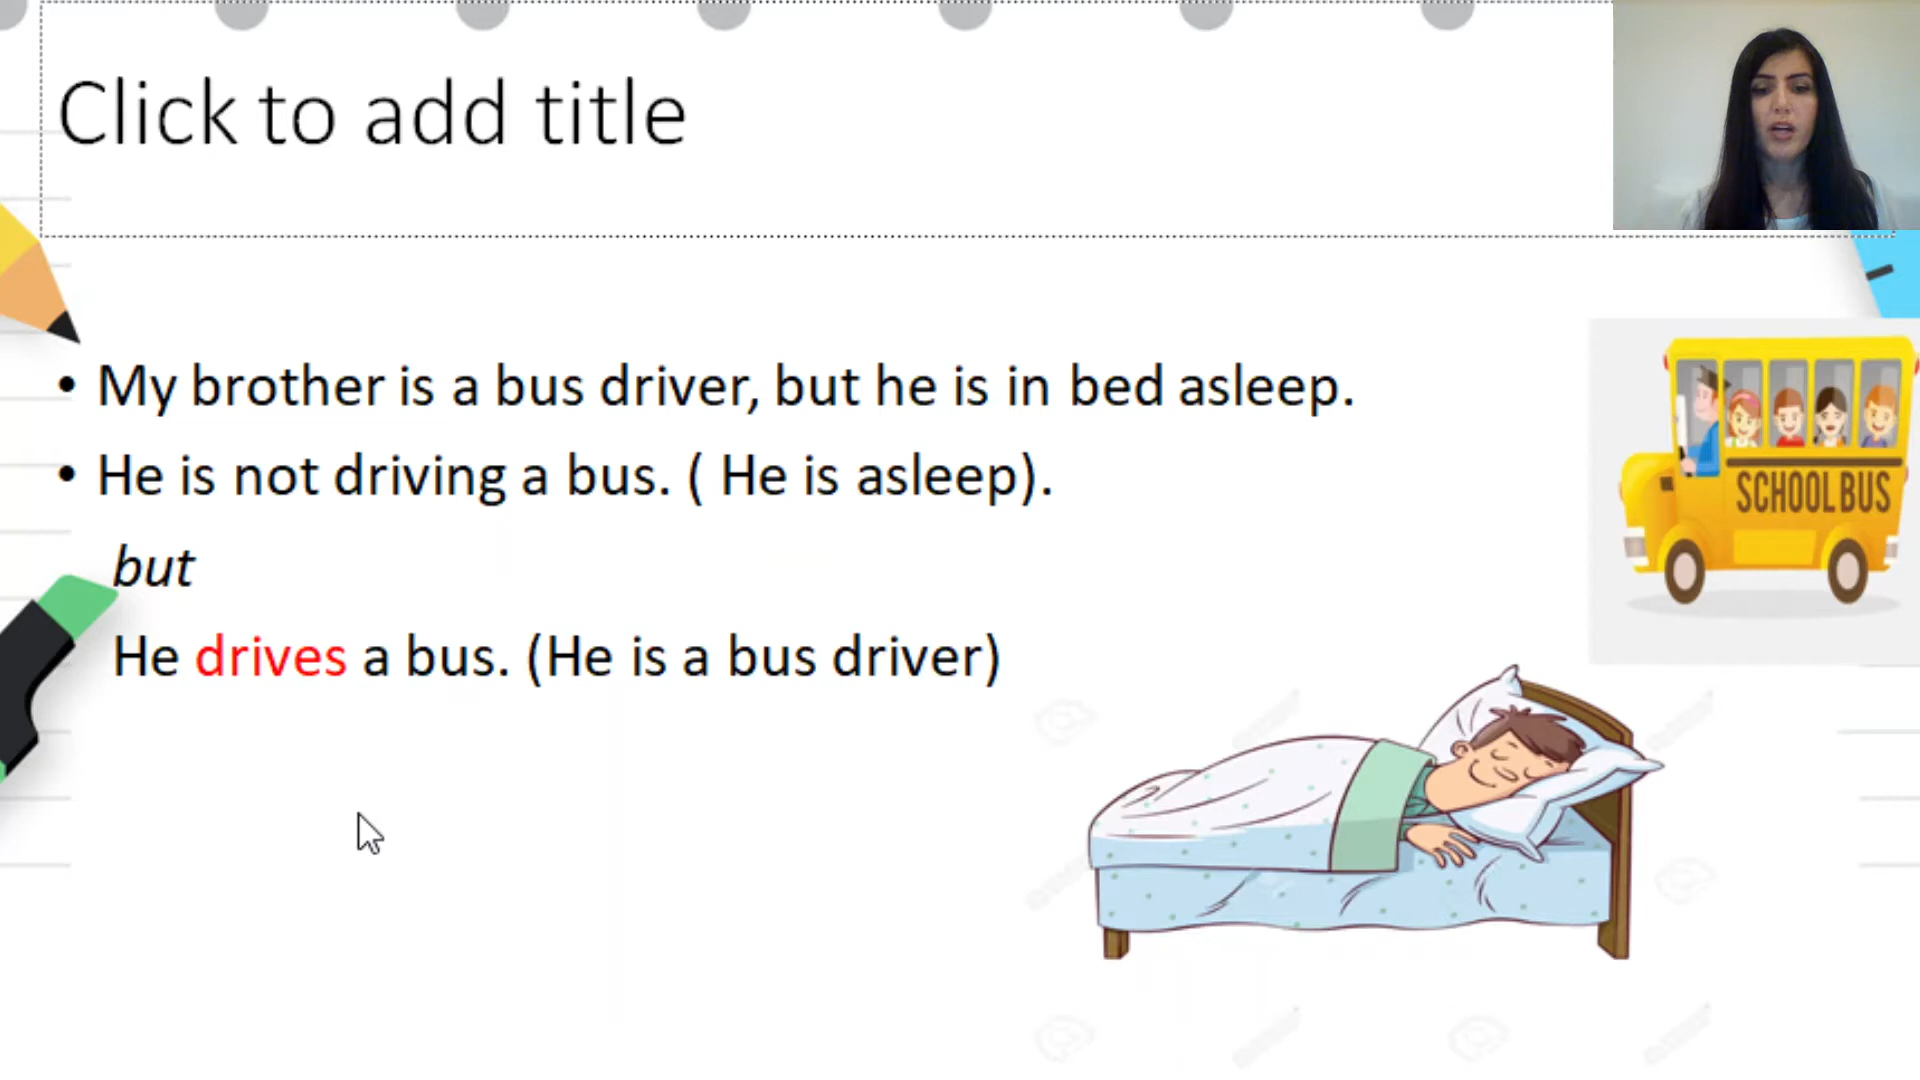 Click to add title
• My brother is a bus driver, but he is in bed asleep.
• He is not driving a bus. ( He is asleep).
but
He drives a bus. (He is a bus driver)
SCHOOL BUS